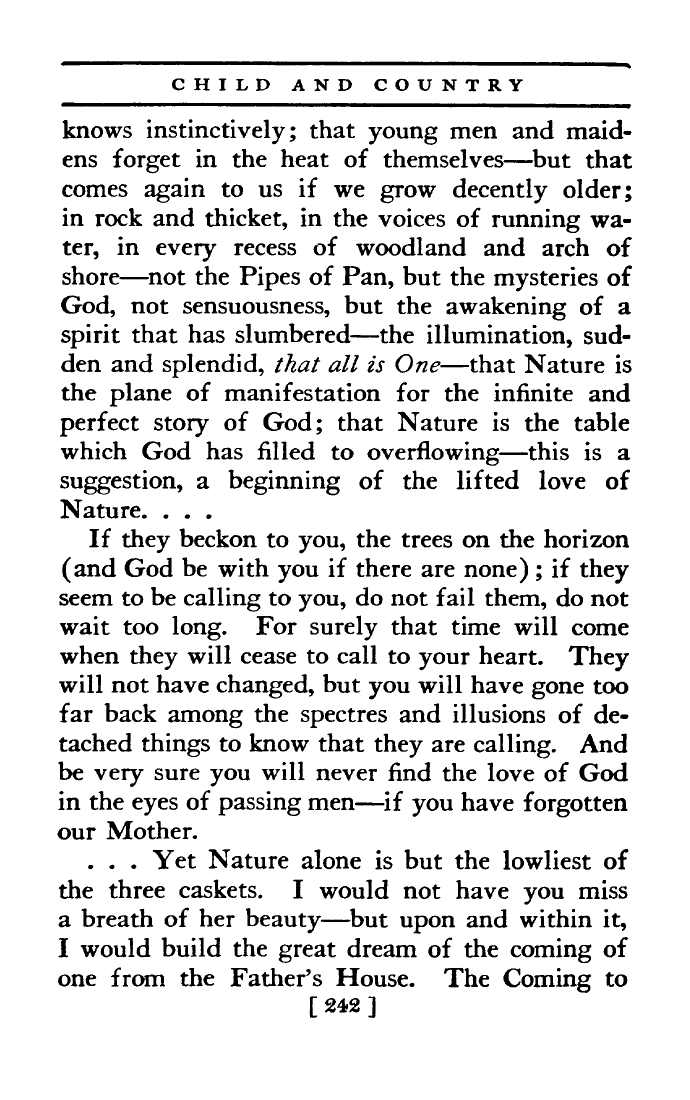 CHILD AND COUNTRY
knows instinctively; that young men and maid-
ens forget in the heat of themselves—but that
comes again to us if we grow decently older;
in rock and thicket, in the voices of running wa-
ter, in every recess of woodland and arch of
shore—not the Pipes of Pan, but the mysteries of
God, not sensuousness, but the awakening of a
spirit that has slumbered—the illumination, sud-
den and splendid, that all is One—that Nature is
the plane of manifestation for the infinite and
perfect story of God; that Nature is the table
which God has filled to overflowing—this is a
suggestion, a beginning of the lifted love of
Nature. . . .
If they beckon to you, the trees on the horizon
(and God be with you if there are none); if they
seem to be calling to you, do not fail them, do not
wait too long. For surely that time will come
when they will cease to call to your heart. They
will not have changed, but you will have gone too
far back among the spectres and illusions of de-
tached things to know that they are calling. And
be very sure you will never find the love of God
in the eyes of passing men—if you have forgotten
our Mother.
. . . Yet Nature alone is but the lowliest of
the three caskets. I would not have you miss
a breath of her beauty—but upon and within it,
I would build the great dream of the coming of
one from the Father's House. The Coming to
[ 242 ]